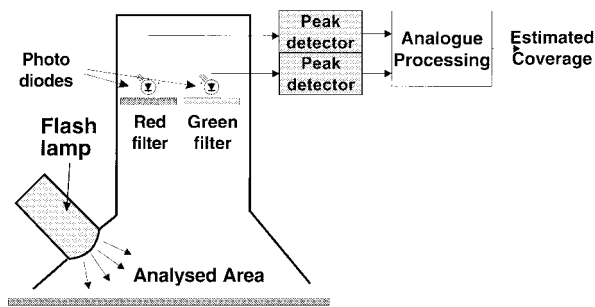 Peak
detector
Peak
detector
Analogue
Processing
Estimated
Coverage
Photo
diodes
Red
filter
Green
filter
Flash
lamp
Analysed Area